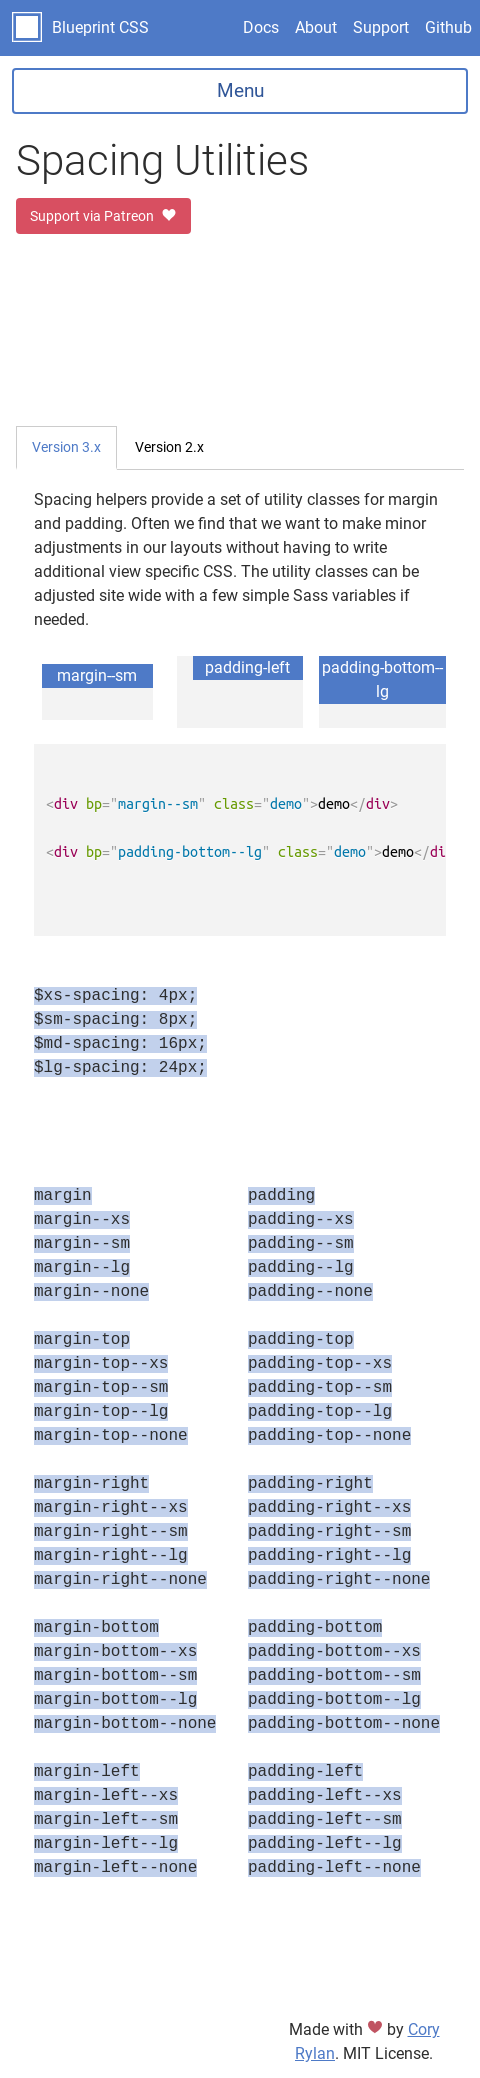 Blueprint CSS Docs About Support Github
Menu
Spacing Utilities
Support via Patreon
Version 3.x Version 2.x
Spacing helpers provide a set of utility classes for margin
and padding. Often we find that we want to make minor
adjustments in our layouts without having to write
additional view specific CSS. The utility classes can be
adjusted site wide with a few simple Sass variables if
needed.
margin--sm
padding-left
padding-bottom--
lg
<div bp="margin--sm" class="demo">demo</div>
<div bp="padding-bottom--lg" class="demo">demo</di
$xs-spacing: 4px;
$sm-spacing: 8px;
$md-spacing: 16px;
$lg-spacing: 24px;
margin
margin--xs
margin--sm
margin--lg
margin--none
margin-top
margin-top--xs
margin-top--sm
margin-top--lg
margin-top--none
margin-right
margin-right--xs
margin-right--sm
margin-right--lg
margin-right--none
margin-bottom
margin-bottom--xs
margin-bottom--sm
margin-bottom--lg
margin-bottom--none
margin-left
margin-left--xs
margin-left--sm
margin-left--lg
margin-left--none
padding
padding--xs
padding--sm
padding--lg
padding--none
padding-top
padding-top--xs
padding-top--sm
padding-top--lg
padding-top--none
padding-right
padding-right--xs
padding-right--sm
padding-right--lg
padding-right--none
padding-bottom
padding-bottom--xs
padding-bottom--sm
padding-bottom--lg
padding-bottom--none
padding-left
padding-left--xs
padding-left--sm
padding-left--lg
padding-left--none
Made with ♥ by Cory
Rylan. MIT License.